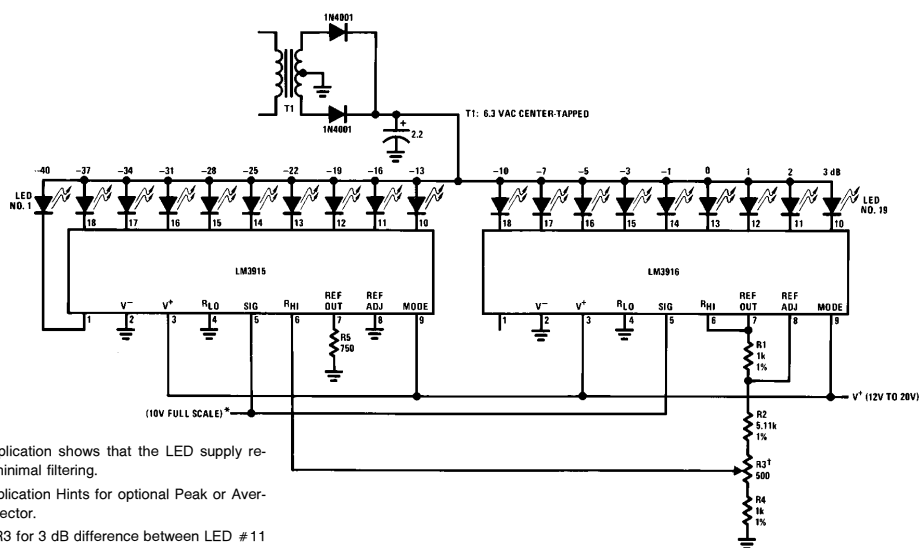 1N4001
T1
1N4001
+
2.2
T1: 6.3 VAC CENTER-TAPPED
-40 -37 -34 -31 -28 -25 -22 -19 -16 -13 -10 -7 -5 -3 -1 0 1 2 3 dB
LED
NO. 1
LED
NO. 19
18 17 16 15 14 13 12 11 10 18 17 16 15 14 13 12 11 10
LM3915
LM3916
V− V+ RLO SIG RHI REF OUT REF ADJ MODE
V− V+ RLO SIG RHI REF OUT REF ADJ MODE
1 2 3 4 5 6 7 8 9 1 2 3 4 5 6 7 8 9
R5
750
R1
1k
1%
V+ (12V TO 20V)
(10V FULL SCALE)*
R2
5.11k
1%
R3†
500
R4
1k
1%
plication shows that the LED supply re-
minimal filtering.
plication Hints for optional Peak or Aver-
ector.
R3 for 3 dB difference between LED #11